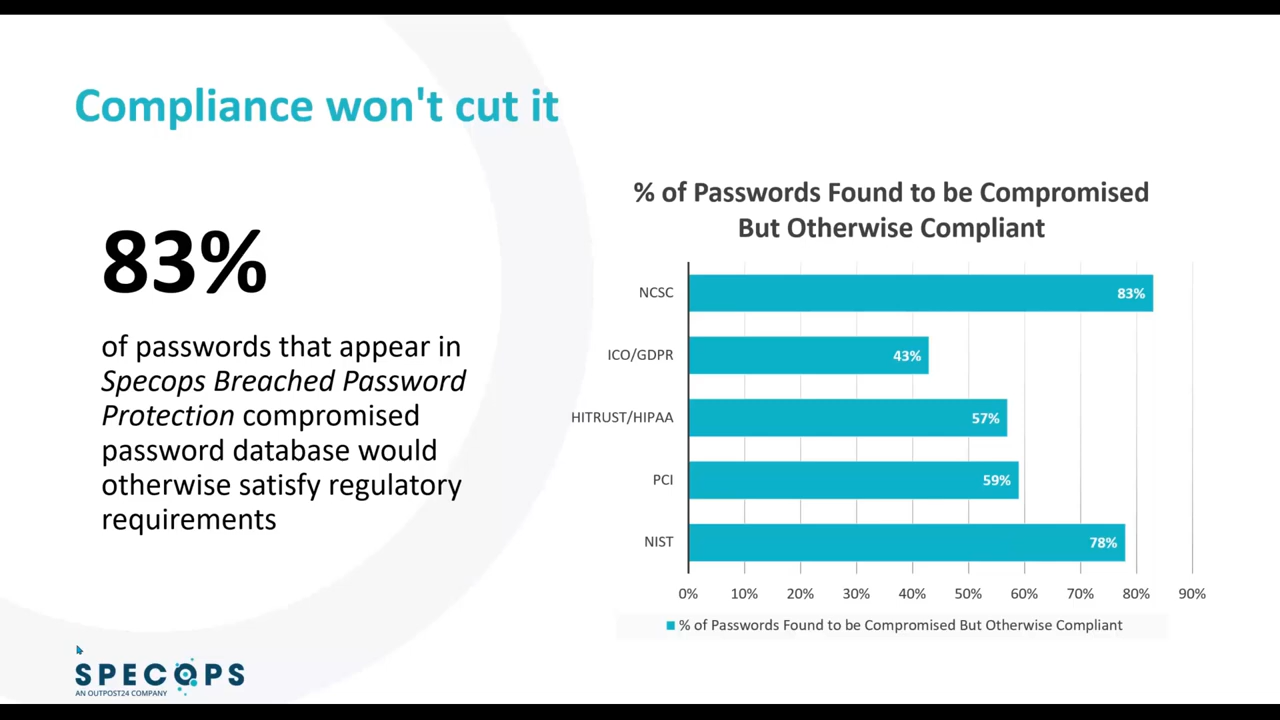 Compliance won't cut it
83%
of passwords that appear in
Specops Breached Password
Protection compromised
password database would
otherwise satisfy regulatory
requirements
% of Passwords Found to be Compromised
But Otherwise Compliant
NCSC 83%
ICO/GDPR 43%
HITRUST/HIPAA 57%
PCI 59%
NIST 78%
0% 10% 20% 30% 40% 50% 60% 70% 80% 90%
% of Passwords Found to be Compromised But Otherwise Compliant
SPECOPS
AN OUTPOST24 COMPANY